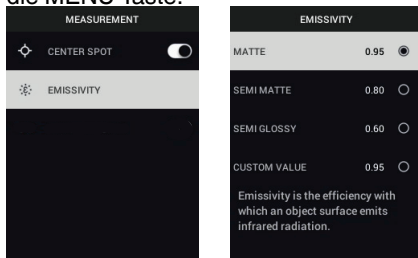 die MENU-Taste.
MEASUREMENT
CENTER SPOT
EMISSIVITY
EMISSIVITY
MATTE 0.95
SEMI MATTE 0.80
SEMI GLOSSY 0.60
CUSTOM VALUE 0.95
Emissivity is the efficiency with
which an object surface emits
infrared radiation.